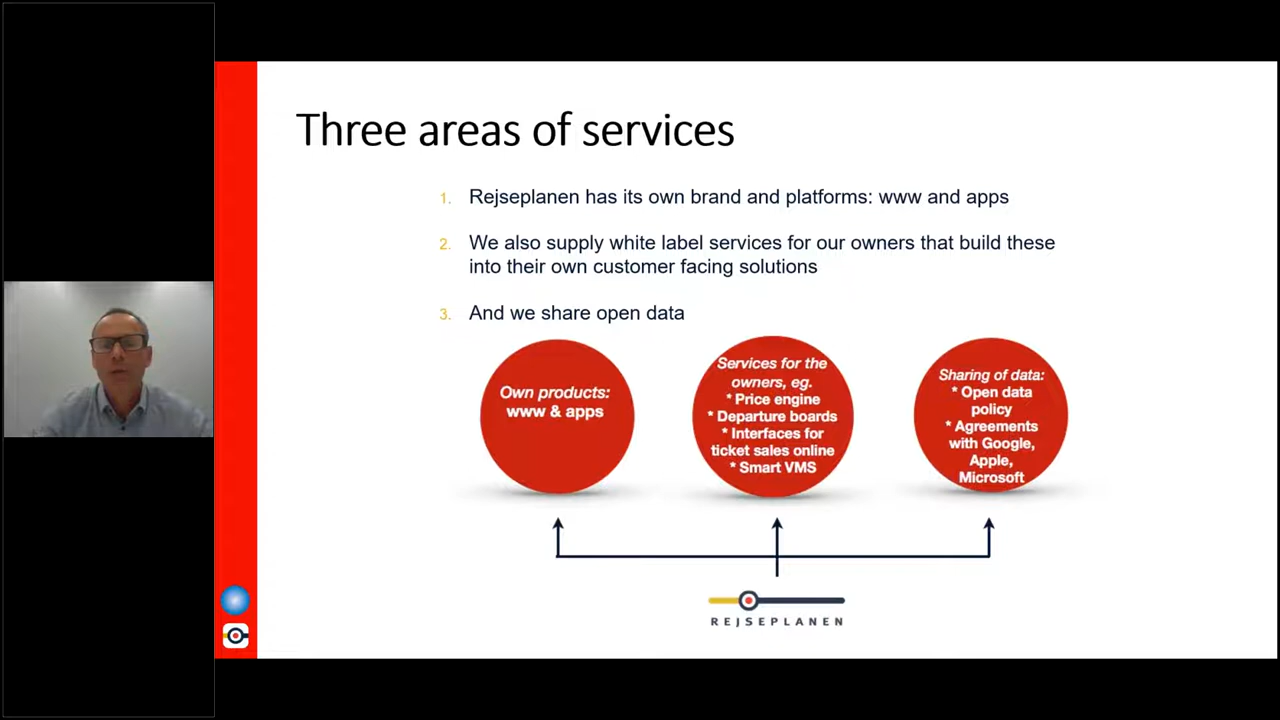 Three areas of services
1. Rejseplanen has its own brand and platforms: www and apps
2. We also supply white label services for our owners that build these
into their own customer facing solutions
3. And we share open data
Own products:
www & apps
Services for the
owners, eg.
* Price engine
* Departure boards
* Interfaces for
ticket sales online
* Smart VMS
Sharing of data:
* Open data
policy
* Agreements
with Google,
Apple,
Microsoft
REJSEPLANEN